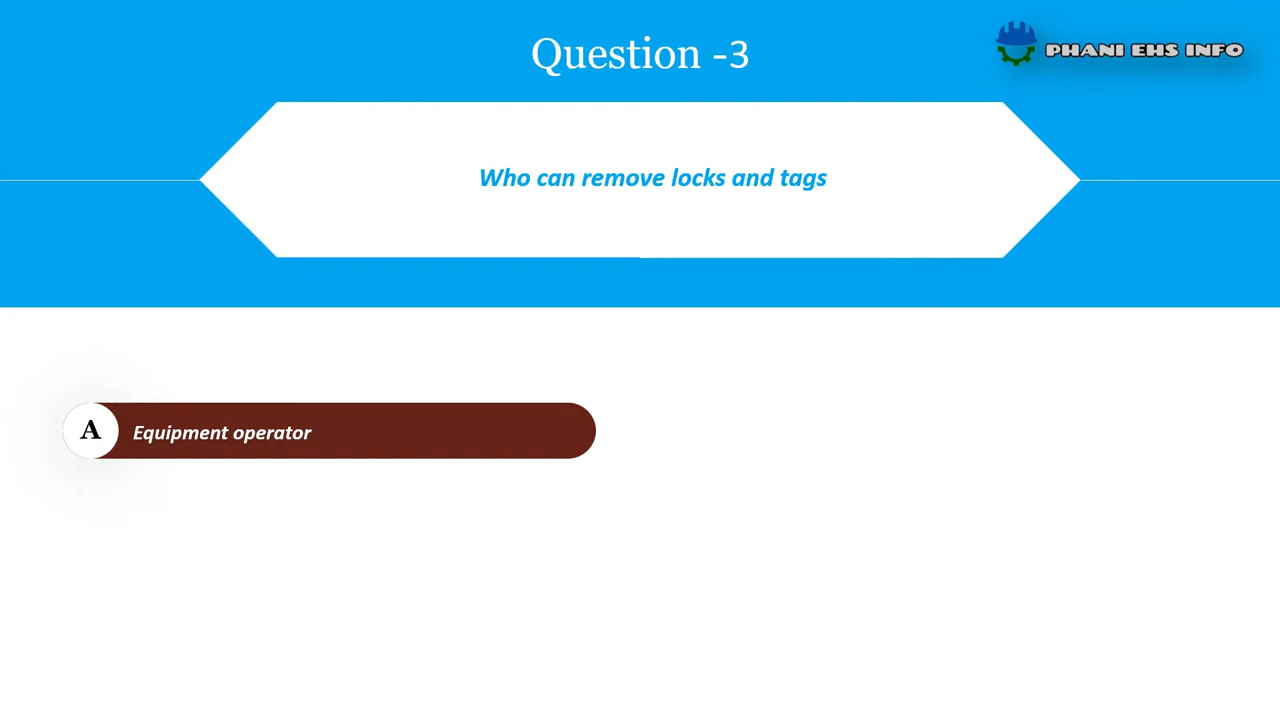 Question -3
PHANI EHS INFO
Who can remove locks and tags
A
Equipment operator